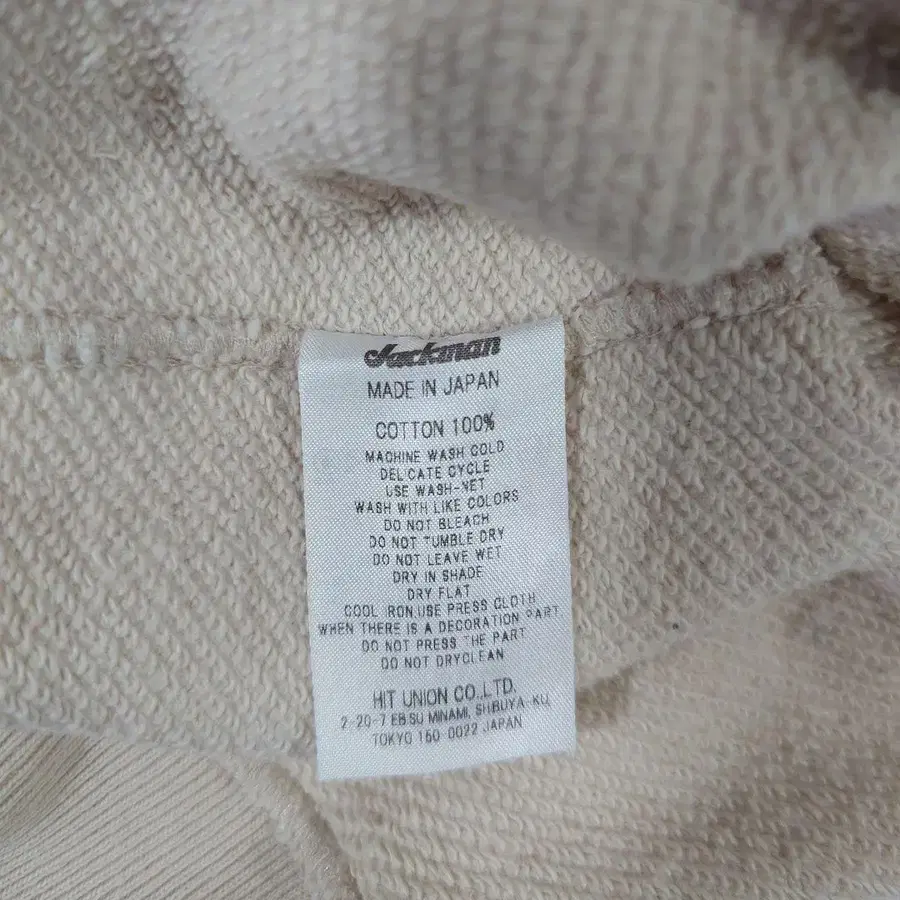 Jackman
MADE IN JAPAN
COTTON 100%
MACHINE WASH COLD
DELICATE CYCLE
USE WASH-NET
WASH WITH LIKE COLORS
DO NOT BLEACH
DO NOT TUMBLE DRY
DO NOT LEAVE WET
DRY IN SHADE
DRY FLAT
COOL IRON,USE PRESS CLOTH
WHEN THERE IS A DECORATION PART
DO NOT PRESS THE PART
DO NOT DRYCLEAN
HIT UNION CO.,LTD.
2-20-7 EBISU MINAMI, SHIBUYA-KU,
TOKYO 150-0022 JAPAN